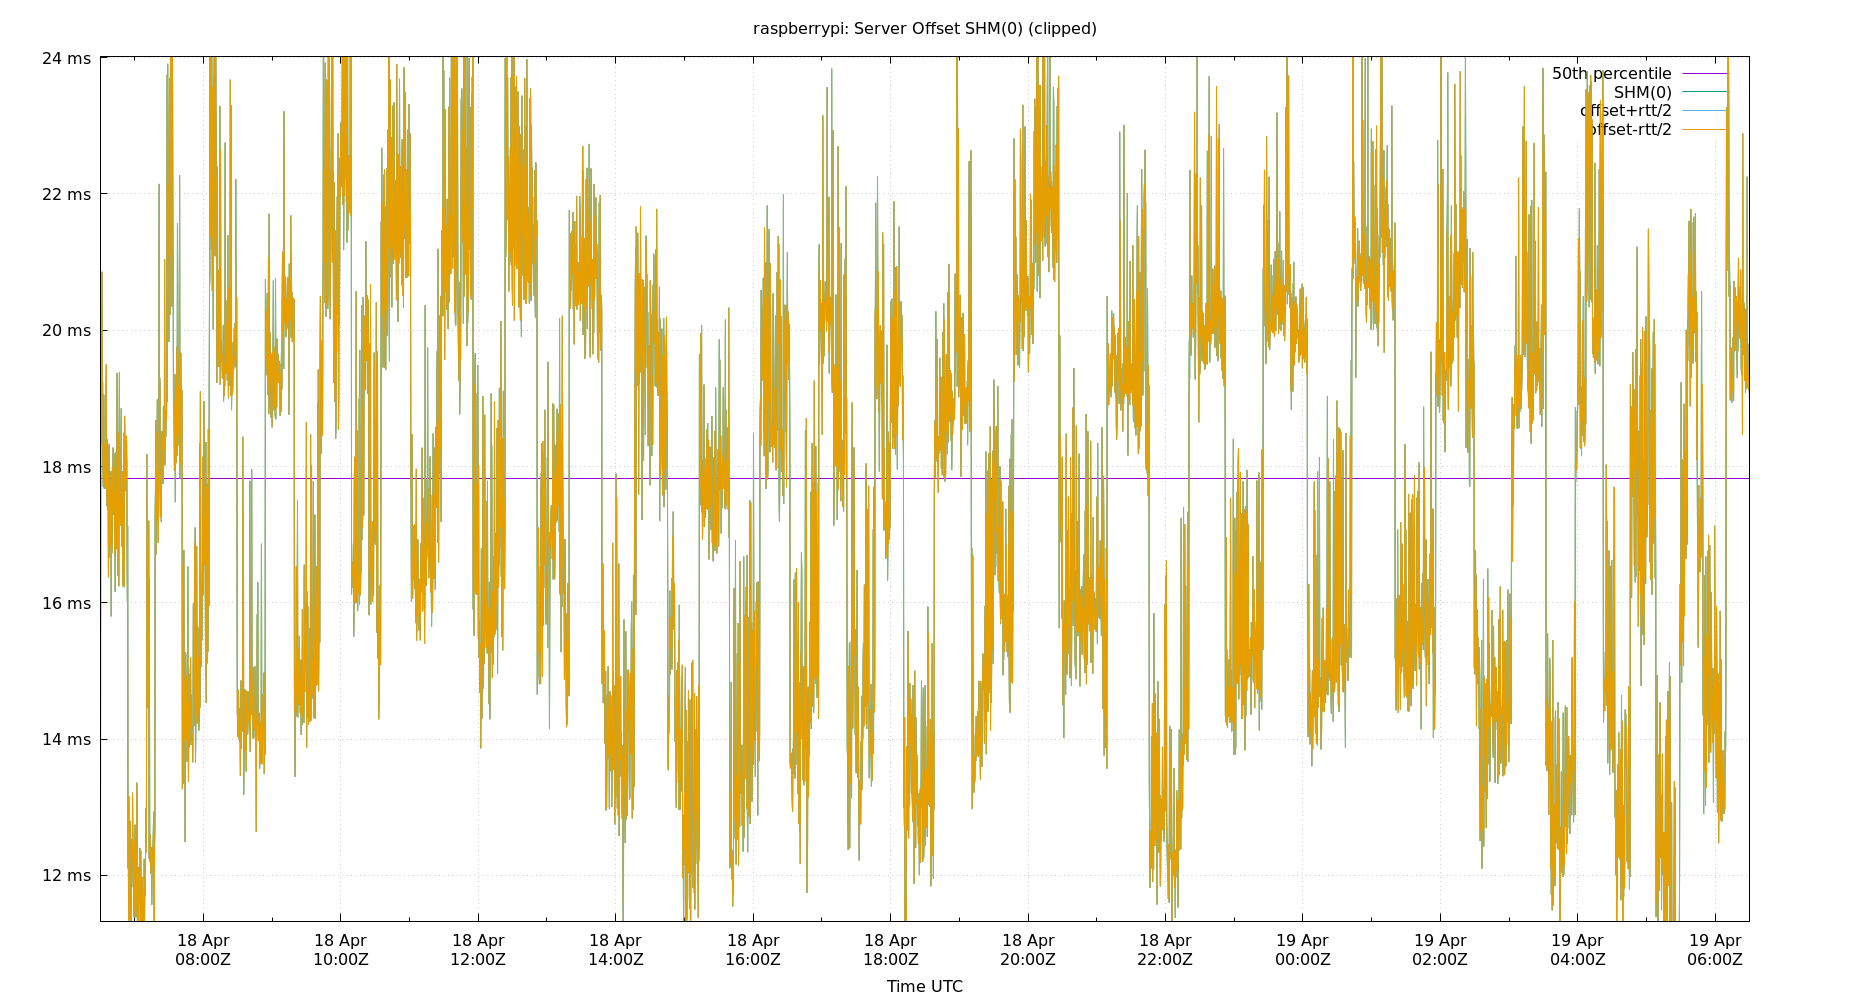 raspberrypi: Server Offset SHM(0) (clipped)
24 ms
22 ms
20 ms
18 ms
16 ms
14 ms
12 ms
50th percentile
SHM(0)
offset+rtt/2
offset-rtt/2
18 Apr 18 Apr 18 Apr 18 Apr 18 Apr 18 Apr 18 Apr 18 Apr 19 Apr 19 Apr 19 Apr 19 Apr
08:00Z 10:00Z 12:00Z 14:00Z 16:00Z 18:00Z 20:00Z 22:00Z 00:00Z 02:00Z 04:00Z 06:00Z
Time UTC